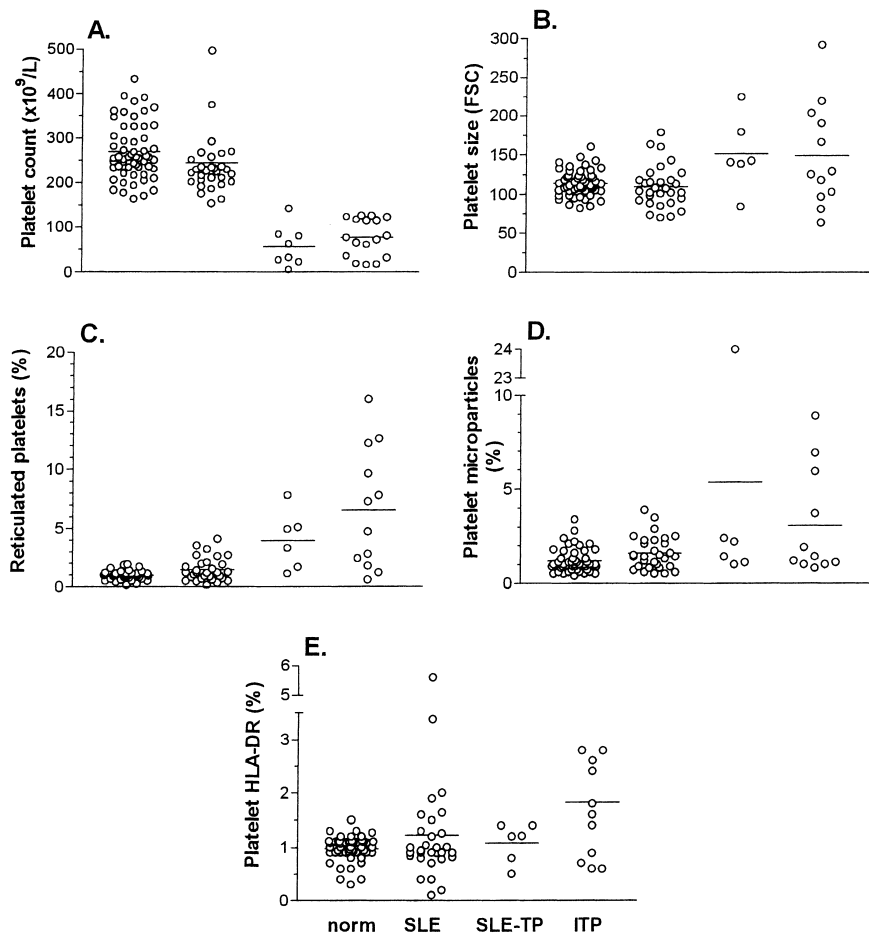 A.
Platelet count (x10⁹/L)
500
400
300
200
100
0
B.
Platelet size (FSC)
300
250
200
150
100
50
0
C.
Reticulated platelets (%)
20
15
10
5
0
D.
Platelet microparticles
(%)
24
23
10
5
0
E.
Platelet HLA-DR (%)
6
5
3
2
1
0
norm SLE SLE-TP ITP